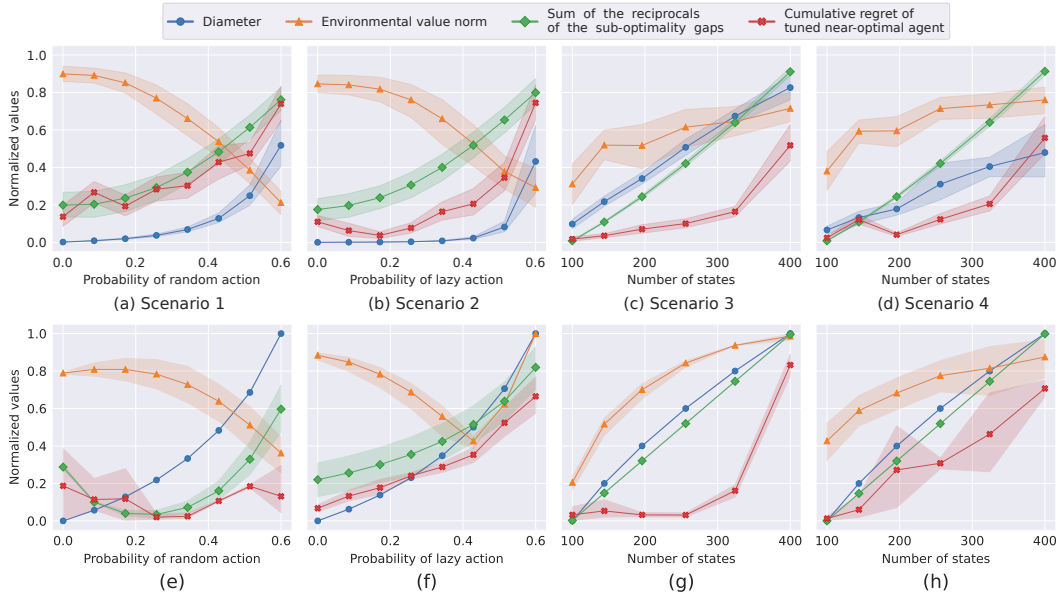 Diameter
Environmental value norm
Sum of the reciprocals
of the sub-optimality gaps
Cumulative regret of
tuned near-optimal agent
Normalized values
1.0
0.8
0.6
0.4
0.2
0.0
0.0 0.2 0.4 0.6
Probability of random action
(a) Scenario 1
0.0 0.2 0.4 0.6
Probability of lazy action
(b) Scenario 2
100 200 300 400
Number of states
(c) Scenario 3
100 200 300 400
Number of states
(d) Scenario 4
Normalized values
1.0
0.8
0.6
0.4
0.2
0.0
0.0 0.2 0.4 0.6
Probability of random action
(e)
0.0 0.2 0.4 0.6
Probability of lazy action
(f)
100 200 300 400
Number of states
(g)
100 200 300 400
Number of states
(h)